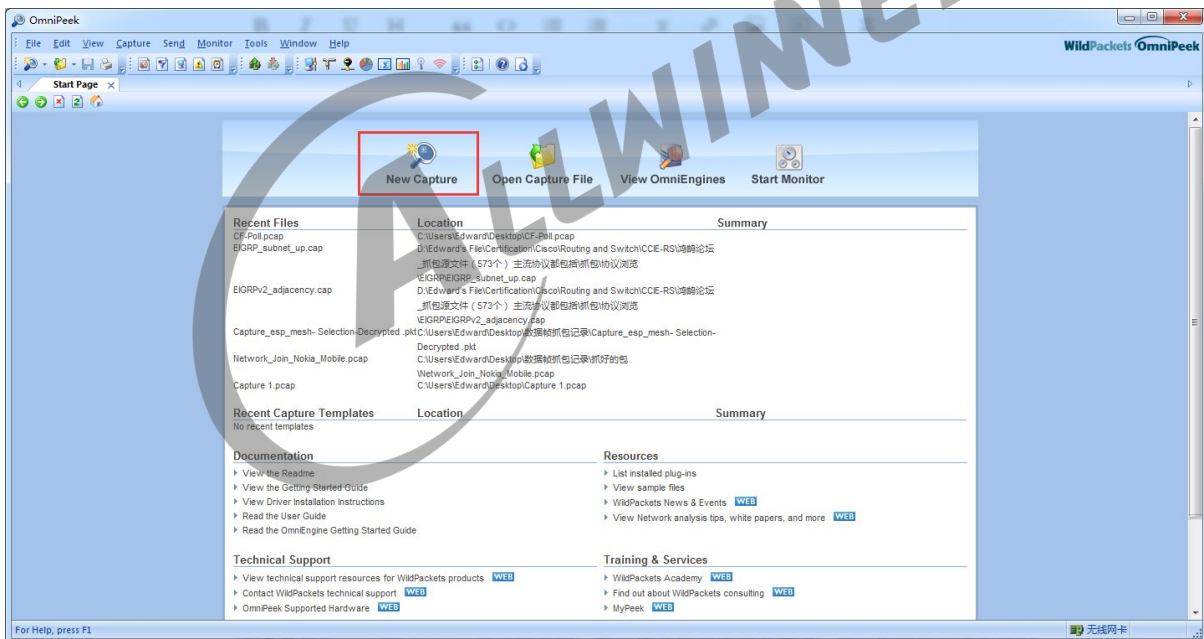 OmniPeek
File Edit View Capture Send Monitor Tools Window Help
WildPackets OmniPeek
Start Page
ALLWINNE
New Capture Open Capture File View OmniEngines Start Monitor
Recent Files Location Summary
CF-Poll.pcap C:\Users\Edward\Desktop\CF-Poll.pcap
EIGRP_subnet_up.cap D:\Edward's File\Certification\Cisco\Routing and Switch\CCIE-RS\鸿鹄论坛
_抓包源文件（573个）主流协议都包括\抓包\协议浏览
\EIGRP\EIGRP_subnet_up.cap
EIGRPv2_adjacency.cap D:\Edward's File\Certification\Cisco\Routing and Switch\CCIE-RS\鸿鹄论坛
_抓包源文件（573个）主流协议都包括\抓包\协议浏览
\EIGRP\EIGRPv2_adjacency.cap
Capture_esp_mesh- Selection-Decrypted .pkt C:\Users\Edward\Desktop\数据帧抓包记录\Capture_esp_mesh- Selection-
Decrypted .pkt
Network_Join_Nokia_Mobile.pcap C:\Users\Edward\Desktop\数据帧抓包记录\抓好的包
\Network_Join_Nokia_Mobile.pcap
Capture 1.pcap C:\Users\Edward\Desktop\Capture 1.pcap
Recent Capture Templates Location Summary
No recent templates
Documentation Resources
View the Readme List installed plug-ins
View the Getting Started Guide View sample files
View Driver Installation Instructions WildPackets News & Events WEB
Read the User Guide View Network analysis tips, white papers, and more WEB
Read the OmniEngine Getting Started Guide
Technical Support Training & Services
View technical support resources for WildPackets products WEB WildPackets Academy WEB
Contact WildPackets technical support WEB Find out about WildPackets consulting WEB
OmniPeek Supported Hardware WEB MyPeek WEB
For Help, press F1 无线网卡